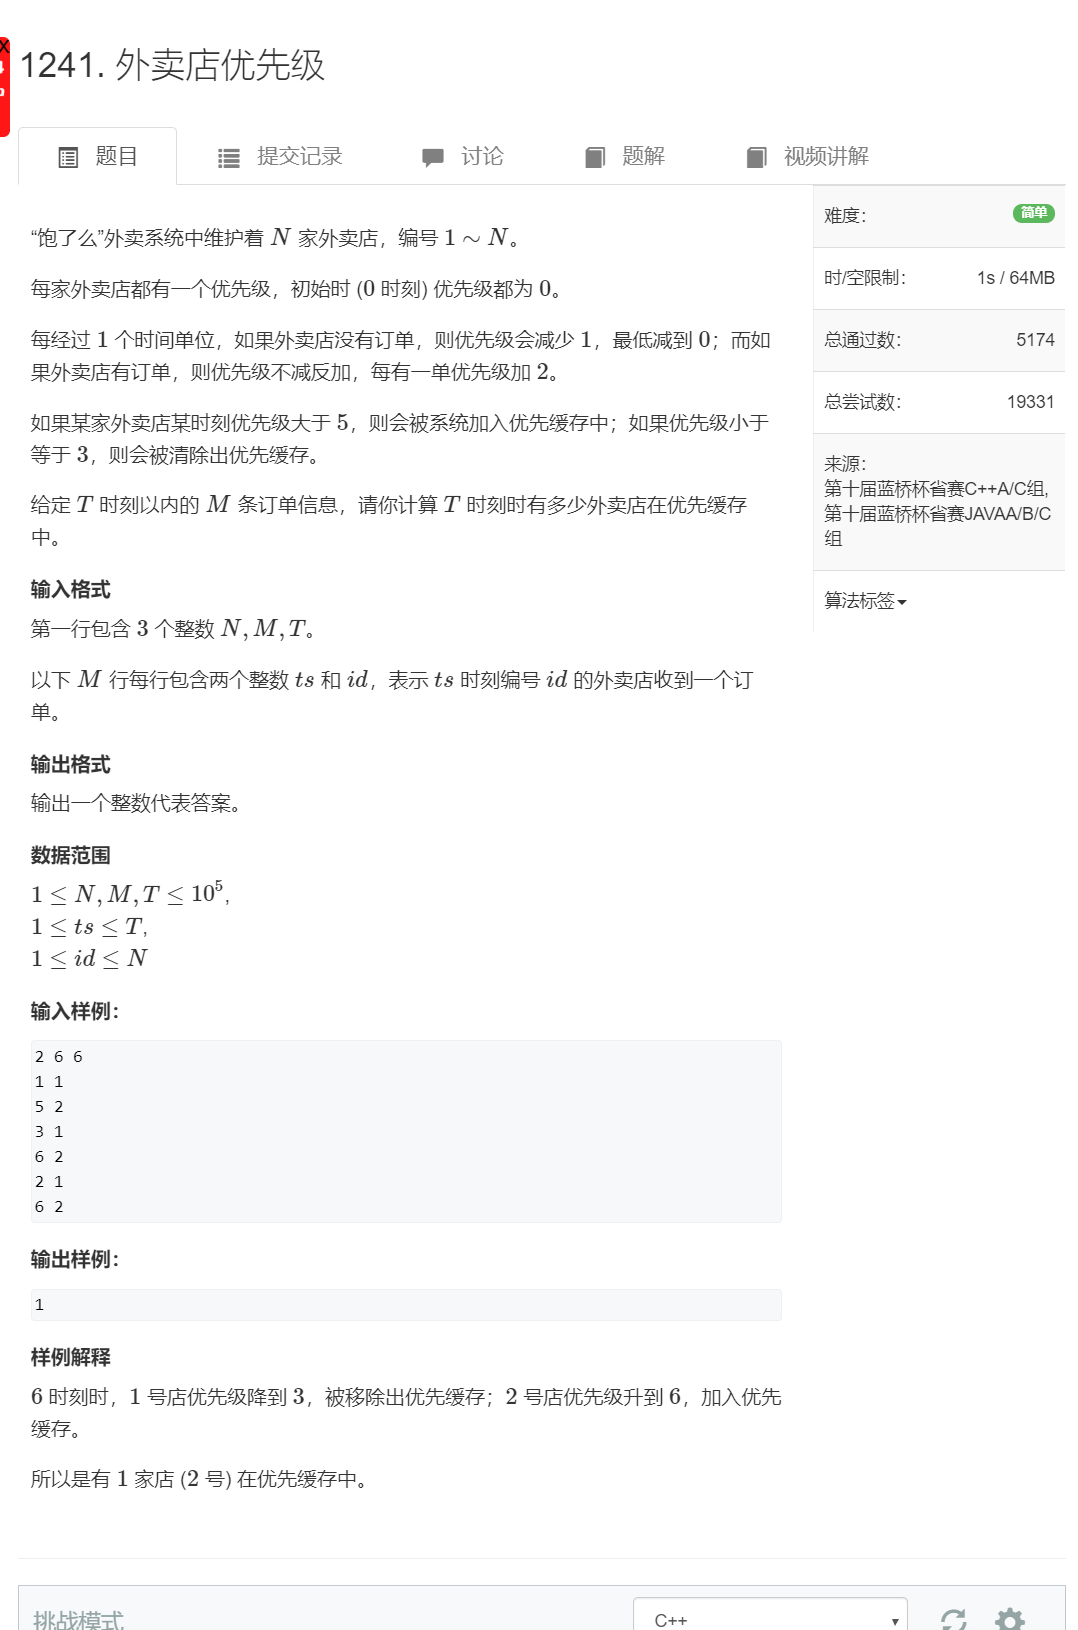 X
1241. 外卖店优先级
题目
提交记录
讨论
题解
视频讲解
“饱了么”外卖系统中维护着 N 家外卖店，编号 1 ∼ N。
每家外卖店都有一个优先级，初始时 (0 时刻) 优先级都为 0。
每经过 1 个时间单位，如果外卖店没有订单，则优先级会减少 1，最低减到 0；而如
果外卖店有订单，则优先级不减反加，每有一单优先级加 2。
如果某家外卖店某时刻优先级大于 5，则会被系统加入优先缓存中；如果优先级小于
等于 3，则会被清除出优先缓存。
给定 T 时刻以内的 M 条订单信息，请你计算 T 时刻时有多少外卖店在优先缓存
中。
输入格式
第一行包含 3 个整数 N, M, T。
以下 M 行每行包含两个整数 ts 和 id，表示 ts 时刻编号 id 的外卖店收到一个订
单。
输出格式
输出一个整数代表答案。
数据范围
1 ≤ N, M, T ≤ 10⁵,
1 ≤ ts ≤ T,
1 ≤ id ≤ N
输入样例：
2 6 6
1 1
5 2
3 1
6 2
2 1
6 2
输出样例：
1
样例解释
6 时刻时，1 号店优先级降到 3，被移除出优先缓存；2 号店优先级升到 6，加入优先
缓存。
所以是有 1 家店 (2 号) 在优先缓存中。
难度： 简单
时/空限制： 1s / 64MB
总通过数： 5174
总尝试数： 19331
来源：
第十届蓝桥杯省赛C++A/C组,
第十届蓝桥杯省赛JAVAA/B/C
组
算法标签
挑战模式
C++